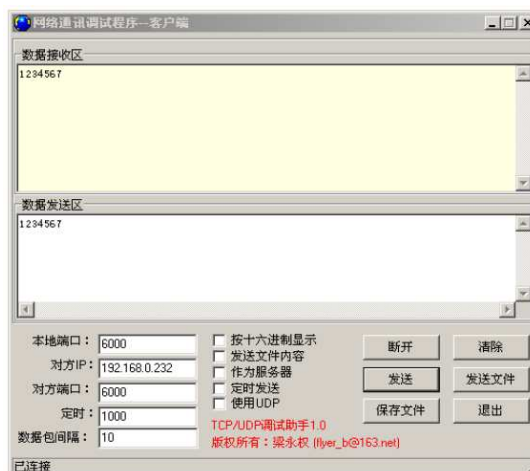 网络通讯调试程序--客户端
数据接收区
1234567
数据发送区
1234567
本地端口： 6000
对方IP： 192.168.0.232
对方端口： 6000
定时： 1000
数据包间隔： 10
按十六进制显示
发送文件内容
作为服务器
定时发送
使用UDP
TCP/UDP调试助手1.0
版权所有：梁永权 (flyer_b@163.net)
断开 清除
发送 发送文件
保存文件 退出
已连接